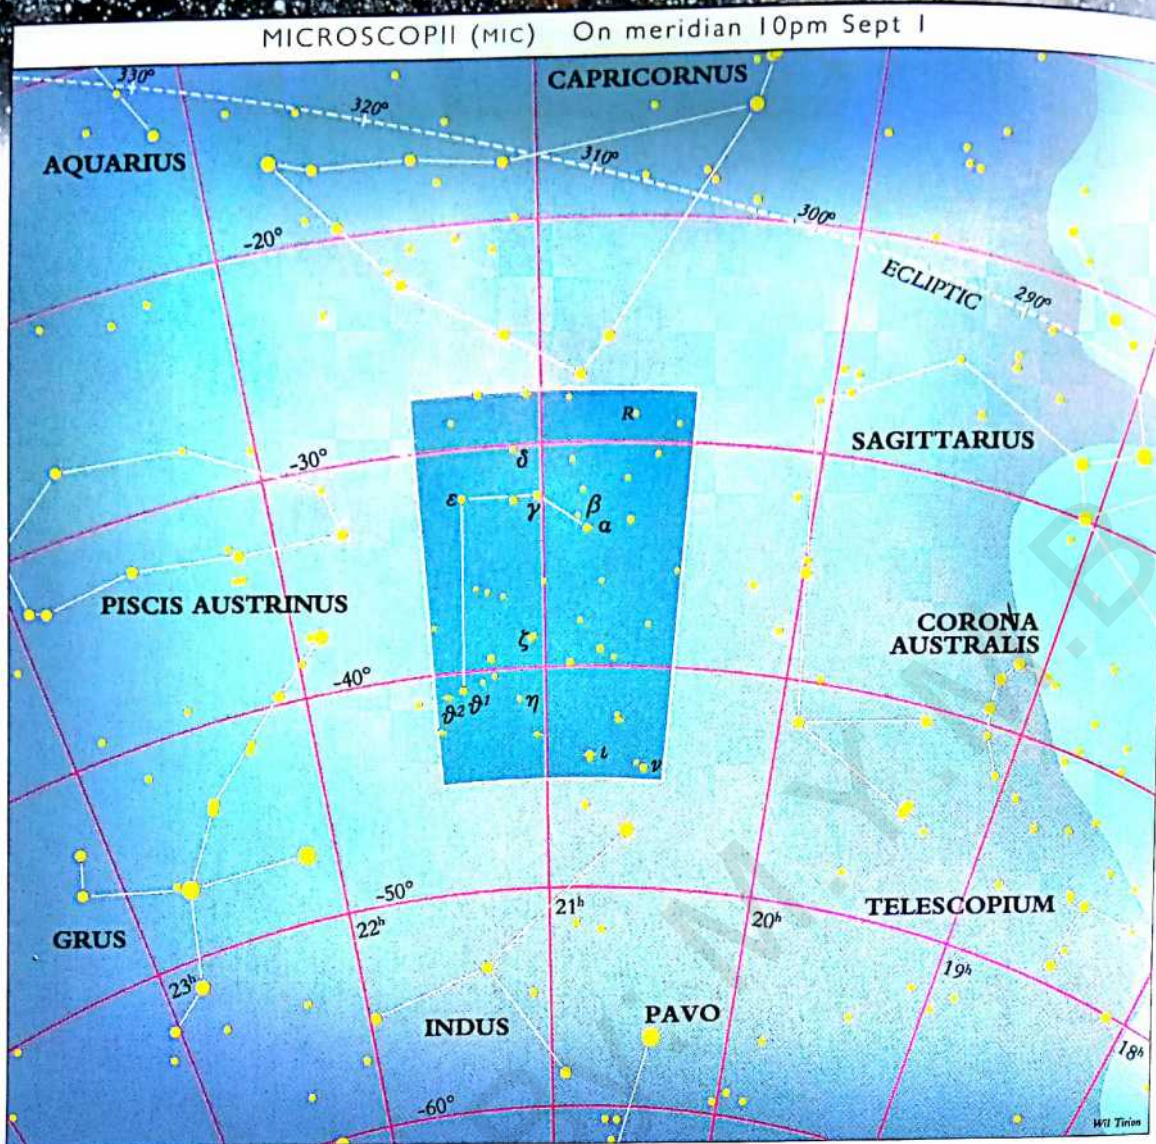 MICROSCOPII (MIC) On meridian 10pm Sept 1
CAPRICORNUS
330°
320°
AQUARIUS
310°
300°
-20°
ECLIPTIC
290°
R
SAGITTARIUS
-30°
δ
ε
γ
β
α
PISCIS AUSTRINUS
CORONA
AUSTRALIS
ζ
-40°
ϑ2 ϑ1
η
ι
ν
-50°
21h
TELESCOPIUM
22h
20h
GRUS
19h
23h
PAVO
INDUS
18h
-60°
Wil Tirion